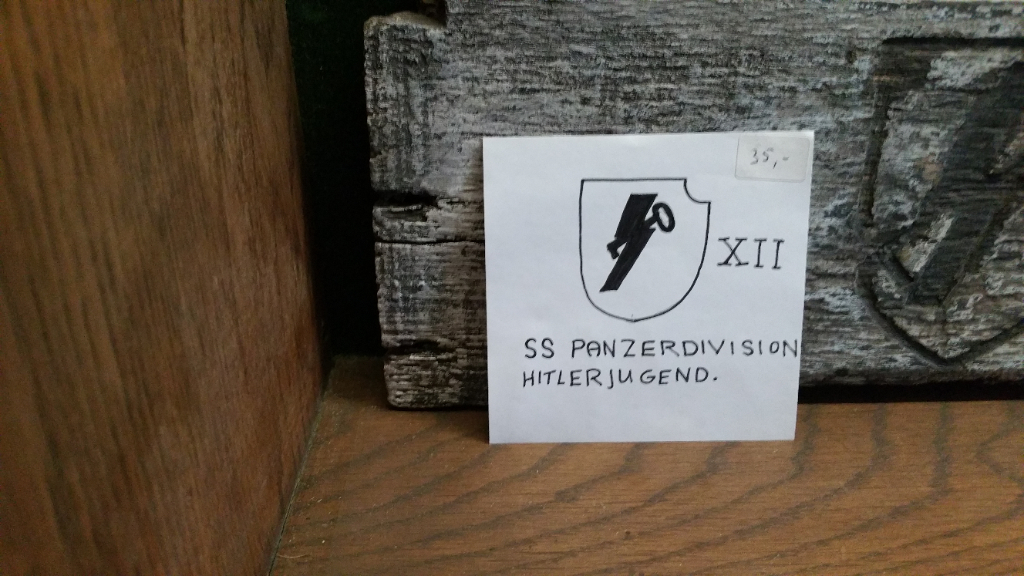 35,-
XII
SS PANZERDIVISION
HITLERJUGEND.